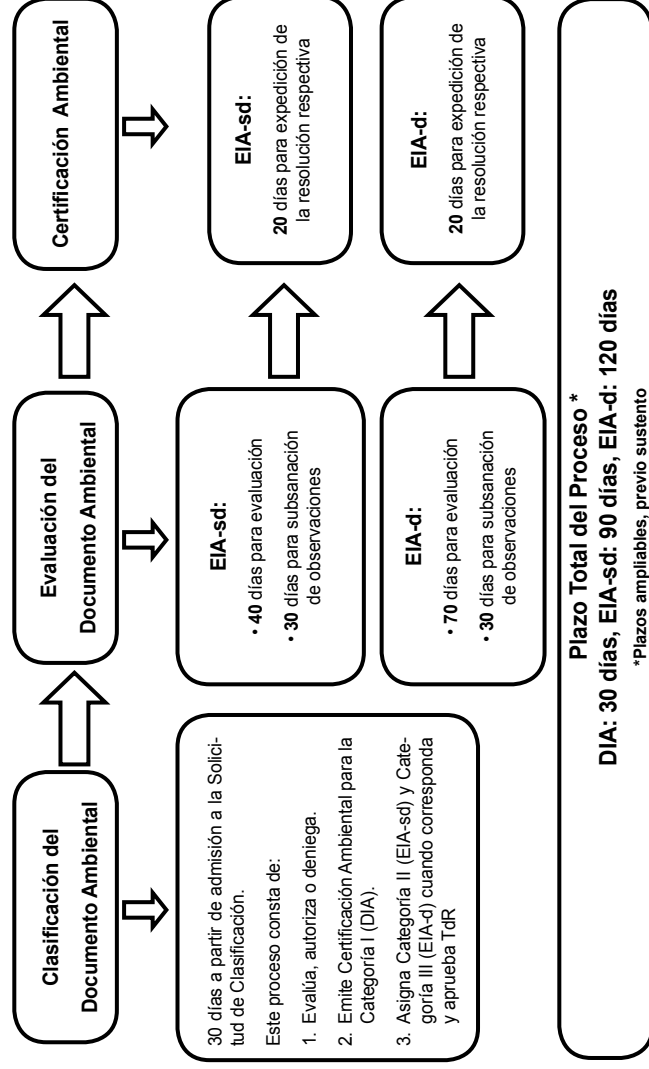 Clasificación del
Documento Ambiental
Evaluación del
Documento Ambiental
Certificación Ambiental
30 días a partir de admisión a la Solici-
tud de Clasificación.
Este proceso consta de:
1. Evalúa, autoriza o deniega.
2. Emite Certificación Ambiental para la
Categoría I (DIA).
3. Asigna Categoría II (EIA-sd) y Cate-
goría III (EIA-d) cuando corresponda
y aprueba TdR
EIA-sd:
• 40 días para evaluación
• 30 días para subsanación
de observaciones
EIA-sd:
20 días para expedición de
la resolución respectiva
EIA-d:
• 70 días para evaluación
• 30 días para subsanación
de observaciones
EIA-d:
20 días para expedición de
la resolución respectiva
Plazo Total del Proceso *
DIA: 30 días, EIA-sd: 90 días, EIA-d: 120 días
*Plazos ampliables, previo sustento